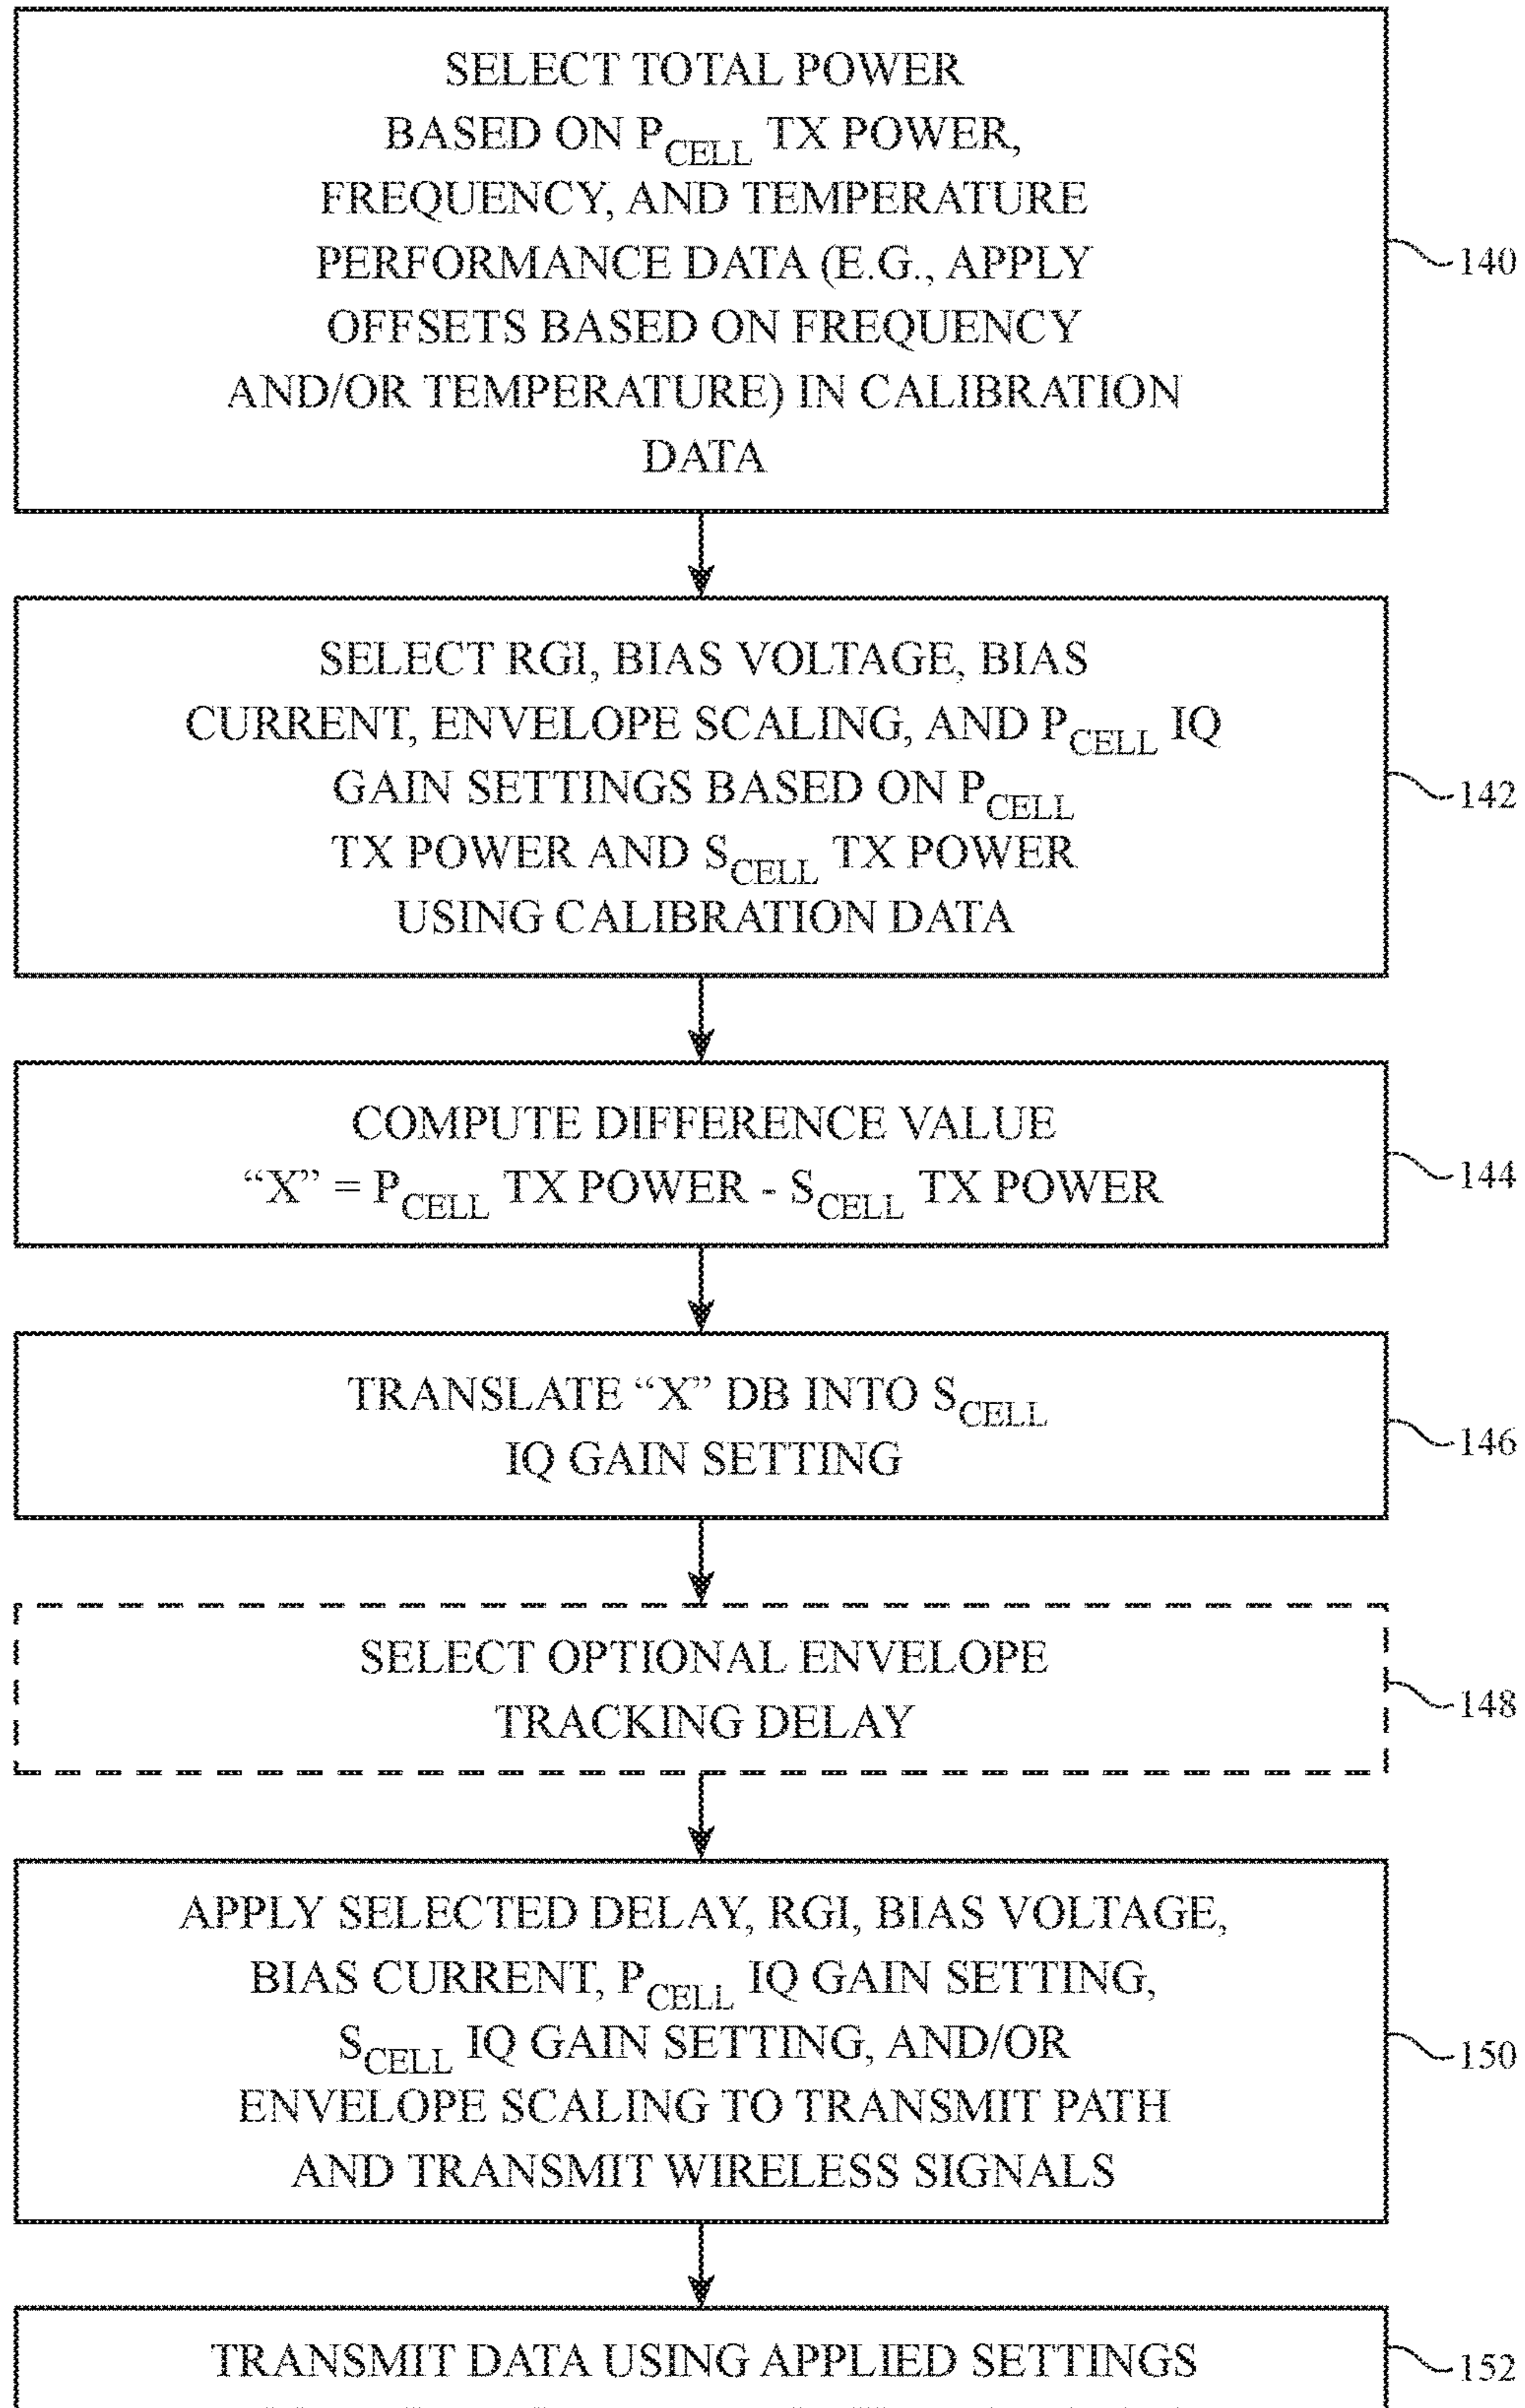 SELECT TOTAL POWER
BASED ON PCELL TX POWER,
FREQUENCY, AND TEMPERATURE
PERFORMANCE DATA (E.G., APPLY
OFFSETS BASED ON FREQUENCY
AND/OR TEMPERATURE) IN CALIBRATION
DATA
140
SELECT RGI, BIAS VOLTAGE, BIAS
CURRENT, ENVELOPE SCALING, AND PCELL IQ
GAIN SETTINGS BASED ON PCELL
TX POWER AND SCELL TX POWER
USING CALIBRATION DATA
142
COMPUTE DIFFERENCE VALUE
“X” = PCELL TX POWER - SCELL TX POWER
144
TRANSLATE “X” DB INTO SCELL
IQ GAIN SETTING
146
SELECT OPTIONAL ENVELOPE
TRACKING DELAY
148
APPLY SELECTED DELAY, RGI, BIAS VOLTAGE,
BIAS CURRENT, PCELL IQ GAIN SETTING,
SCELL IQ GAIN SETTING, AND/OR
ENVELOPE SCALING TO TRANSMIT PATH
AND TRANSMIT WIRELESS SIGNALS
150
TRANSMIT DATA USING APPLIED SETTINGS
152